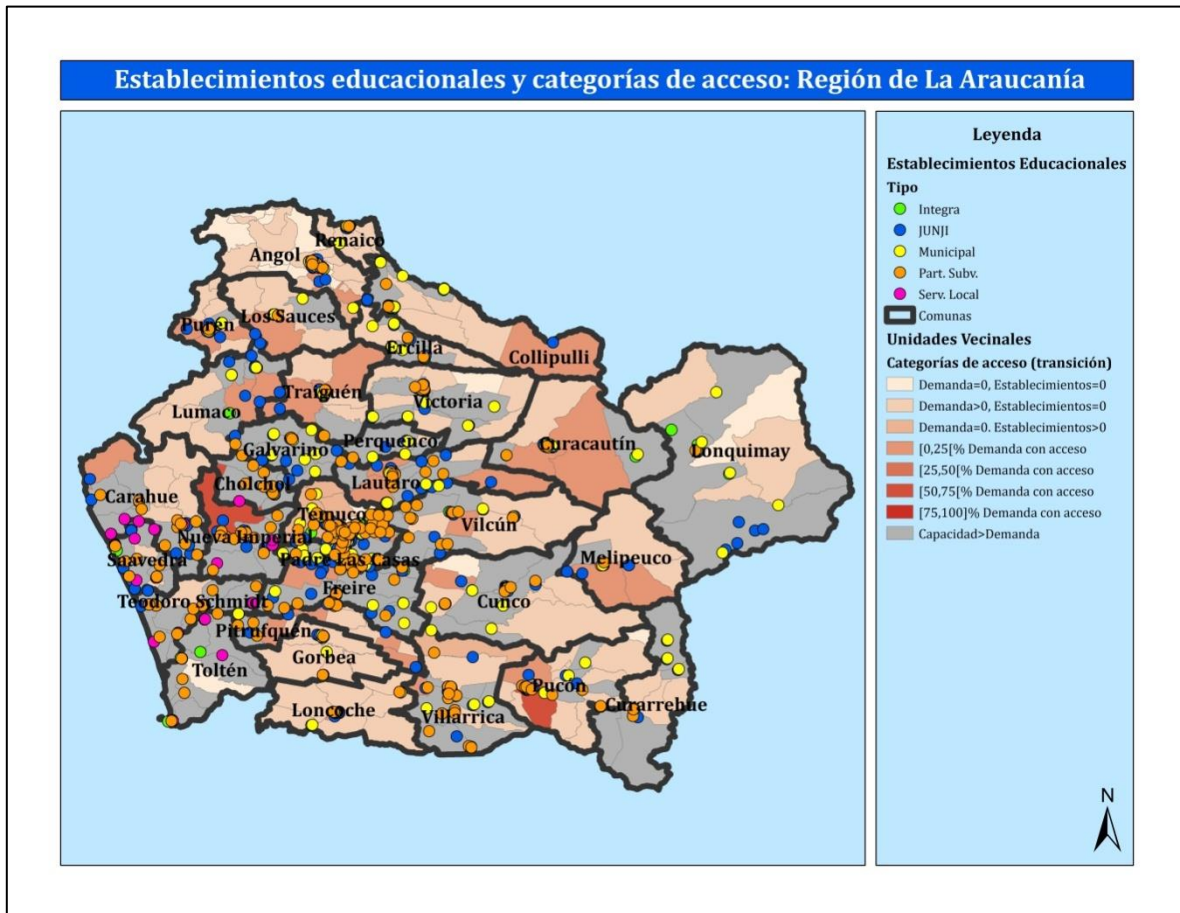 Establecimientos educacionales y categorías de acceso: Región de La Araucanía
Leyenda
Establecimientos Educacionales
Tipo
Integra
JUNJI
Municipal
Part. Subv.
Serv. Local
Comunas
Unidades Vecinales
Categorías de acceso (transición)
Demanda=0, Establecimientos=0
Demanda>0, Establecimientos=0
Demanda=0. Establecimientos>0
[0,25[% Demanda con acceso
[25,50[% Demanda con acceso
[50,75[% Demanda con acceso
[75,100]% Demanda con acceso
Capacidad>Demanda
N
Renaico
Angol
Los Sauces
Purén
Ercilla
Collipulli
Traiguén
Victoria
Lumaco
Galvarino
Perquenco
Curacautín
Lonquimay
Cholchol
Lautaro
Carahue
Temuco
Vilcún
Nueva Imperial
Saavedra
Padre Las Casas
Melipeuco
Freire
Cunco
Teodoro Schmidt
Pitrufquén
Gorbea
Toltén
Pucón
Curarrehue
Loncoche
Villarrica